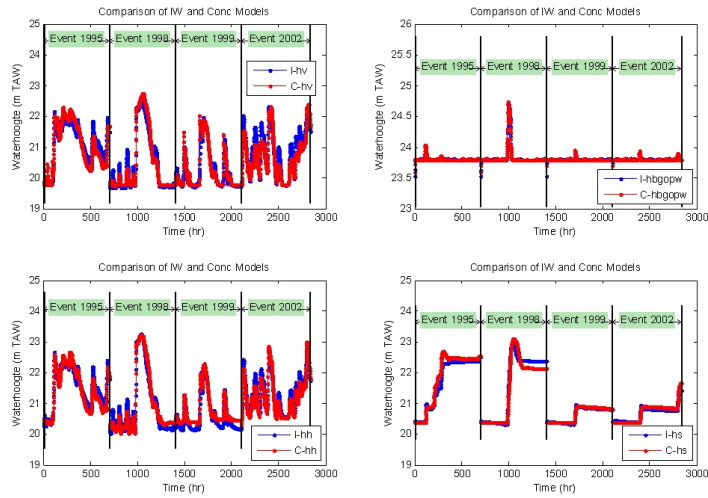 Comparison of IW and Conc Models
Waterhoogte (m TAW)
25
24
23
22
21
20
19
Event 1995
Event 1998
Event 1999
Event 2002
I-hv
C-hv
0
500
1000
1500
2000
2500
3000
Time (hr)
Comparison of IW and Conc Models
Waterhoogte (m TAW)
26
25.5
25
24.5
24
23.5
23
Event 1995
Event 1998
Event 1999
Event 2002
I-hbgopw
C-hbgopw
0
500
1000
1500
2000
2500
3000
Time (hr)
Comparison of IW and Conc Models
Waterhoogte (m TAW)
25
24
23
22
21
20
19
Event 1995
Event 1998
Event 1999
Event 2002
I-hh
C-hh
0
500
1000
1500
2000
2500
3000
Time (hr)
Comparison of IW and Conc Models
Waterhoogte (m TAW)
25
24
23
22
21
20
19
Event 1995
Event 1998
Event 1999
Event 2002
I-hs
C-hs
0
500
1000
1500
2000
2500
3000
Time (hr)